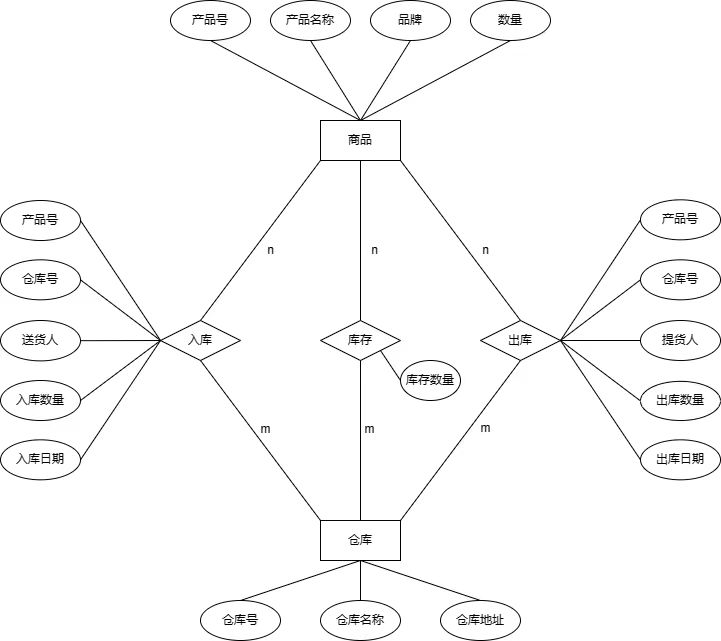 产品号
产品名称
品牌
数量
商品
产品号
产品号
仓库号
仓库号
n
n
n
送货人
入库
库存
出库
提货人
库存数量
入库数量
出库数量
m
m
m
入库日期
出库日期
仓库
仓库号
仓库名称
仓库地址